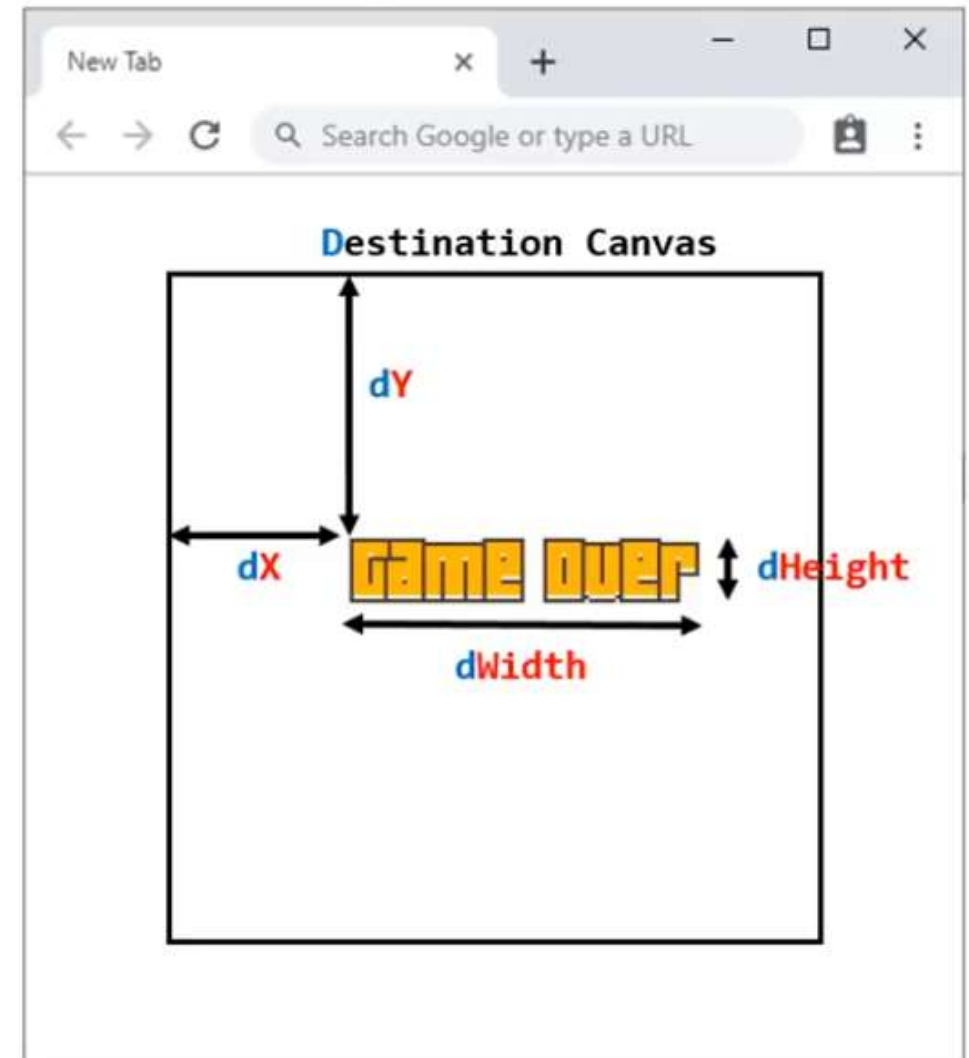 New Tab
Search Google or type a URL
Destination Canvas
dY
Game Over
dX
dHeight
dWidth